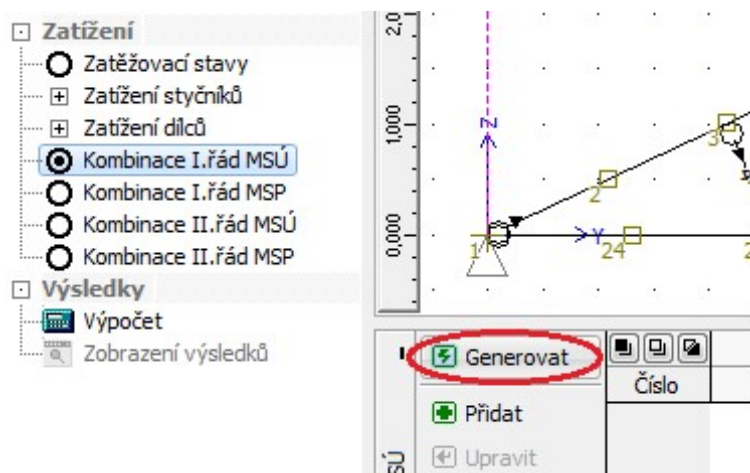 Zatížení
Zatěžovací stavy
Zatížení styčníků
Zatížení dílců
Kombinace I.řád MSÚ
Kombinace I.řád MSP
Kombinace II.řád MSÚ
Kombinace II.řád MSP
Výsledky
Výpočet
Zobrazení výsledků
2,0
1,000
0,000
Z
Y
1
2
3
24
2
Generovat
Přidat
Upravit
Číslo
SÚ